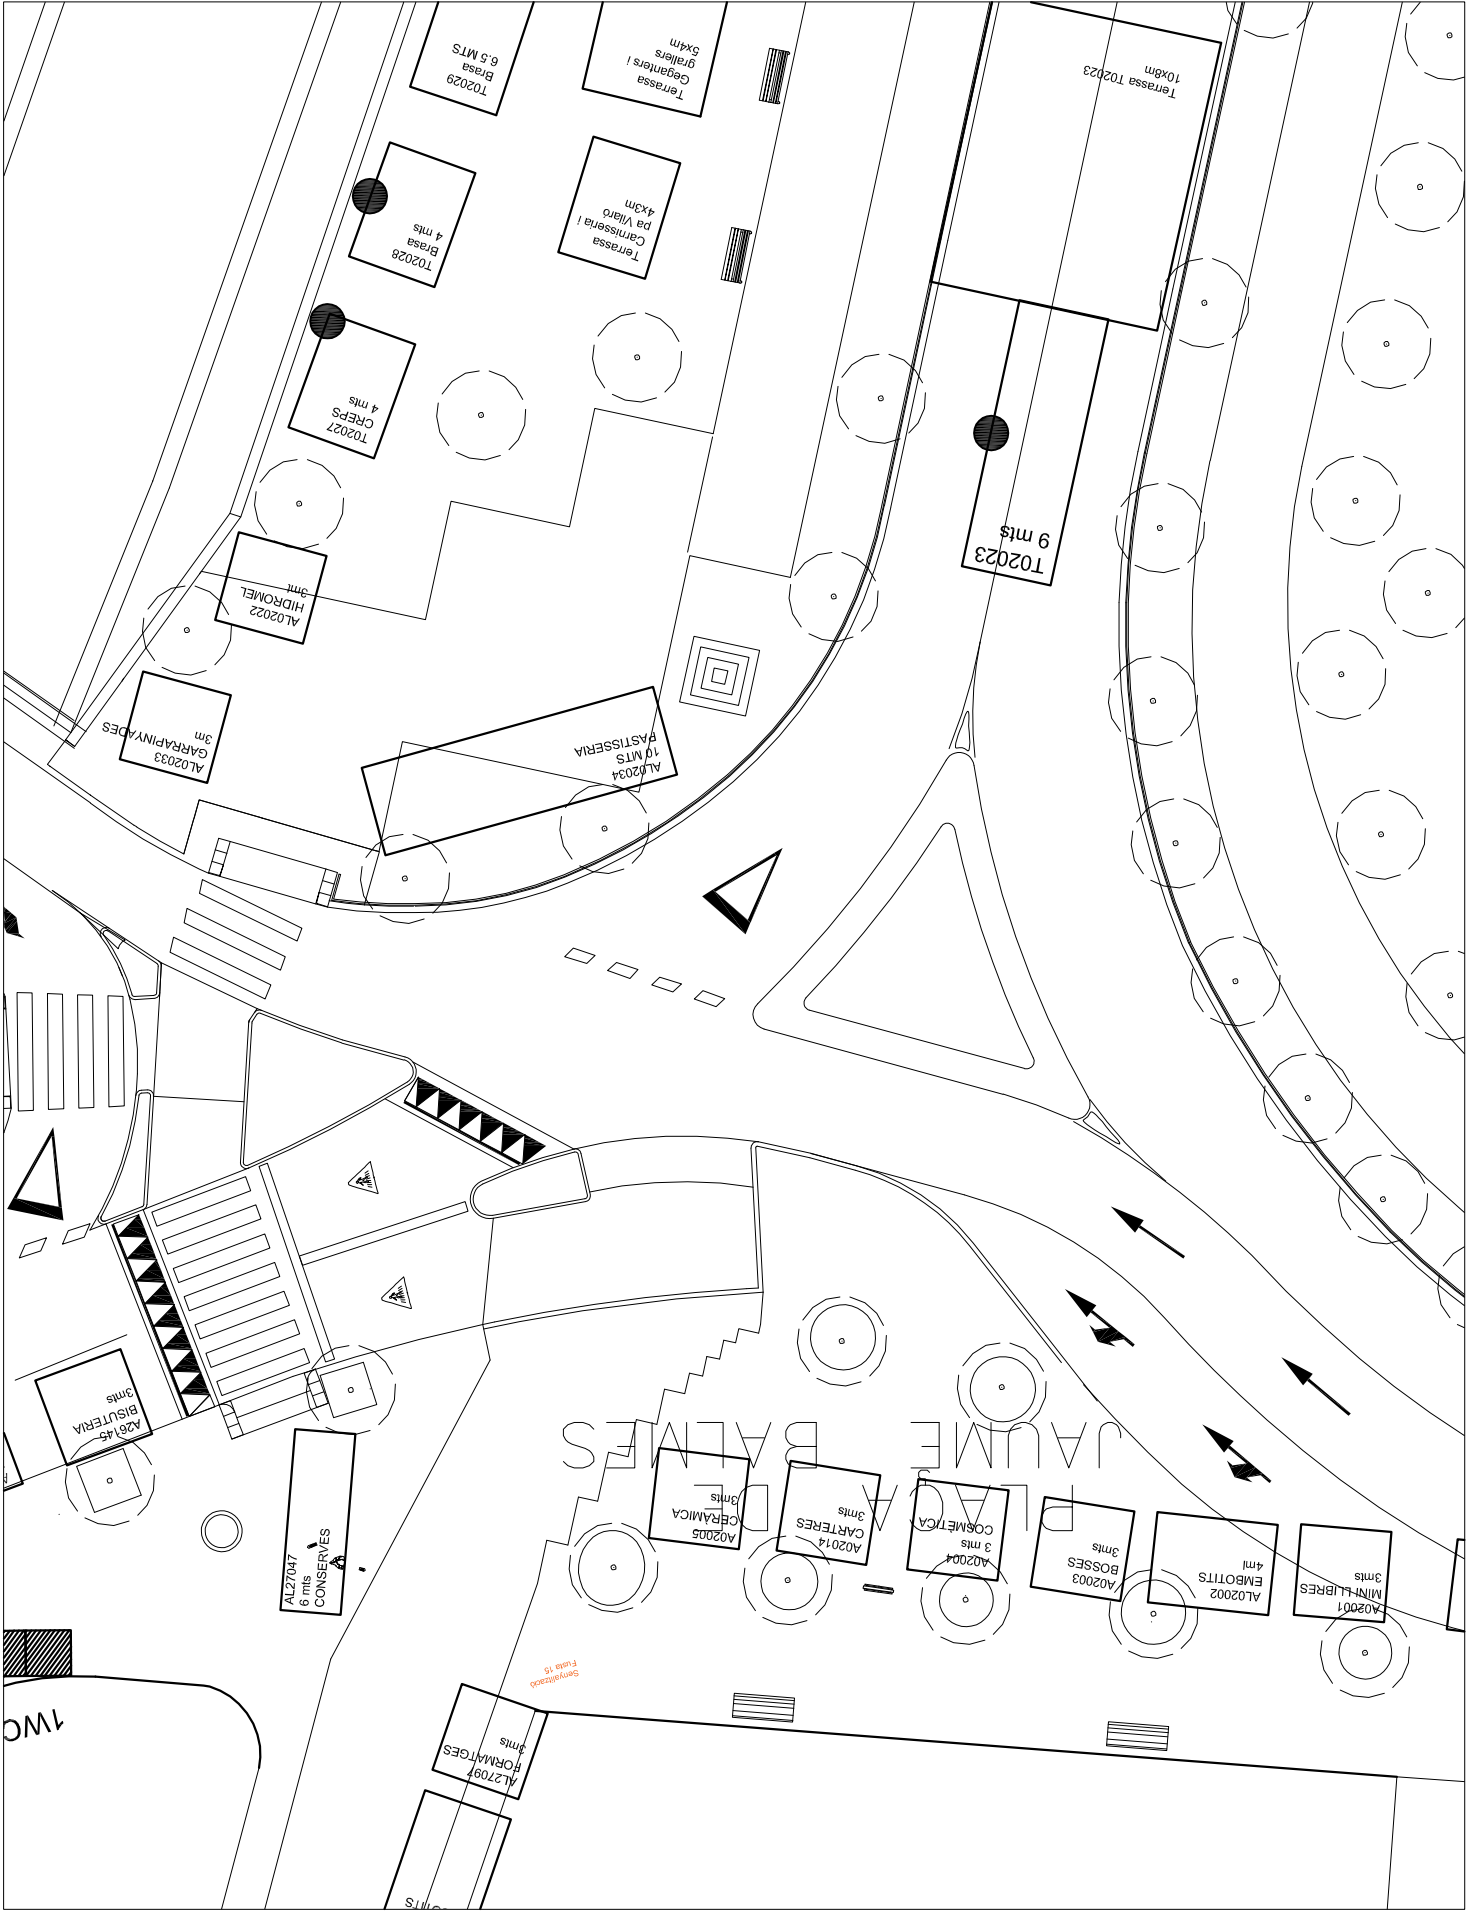 T02029
Brasa
6.5 MTS
Terrassa
Geganters i
grallers
5x4m
Terrassa T02023
10x8m
T02028
Brasa
4 mts
Terrassa
Carnisseria i
pa Vilaró
4x3m
T02027
CREPS
4 mts
T02023
9 mts
AL02022
HIDROMEL
3mt
AL02033
GARRAPINYADES
3m
AL02034
10 MTS
PASTISSERIA
A26145
BISUTERIA
3mts
PLAÇA DE
JAUME BALMES
AL27047
6 mts
CONSERVES
A02005
CERÀMICA
3mts
A02014
CARTERES
3mts
A02004
3 mts
COSMÈTICA
A02003
BOSSES
3mts
AL02002
EMBOTITS
4ml
A02001
MINI LLIBRES
3mts
Senyalització
Fusta 15
1WC
AL27097
FORMATGES
3mts